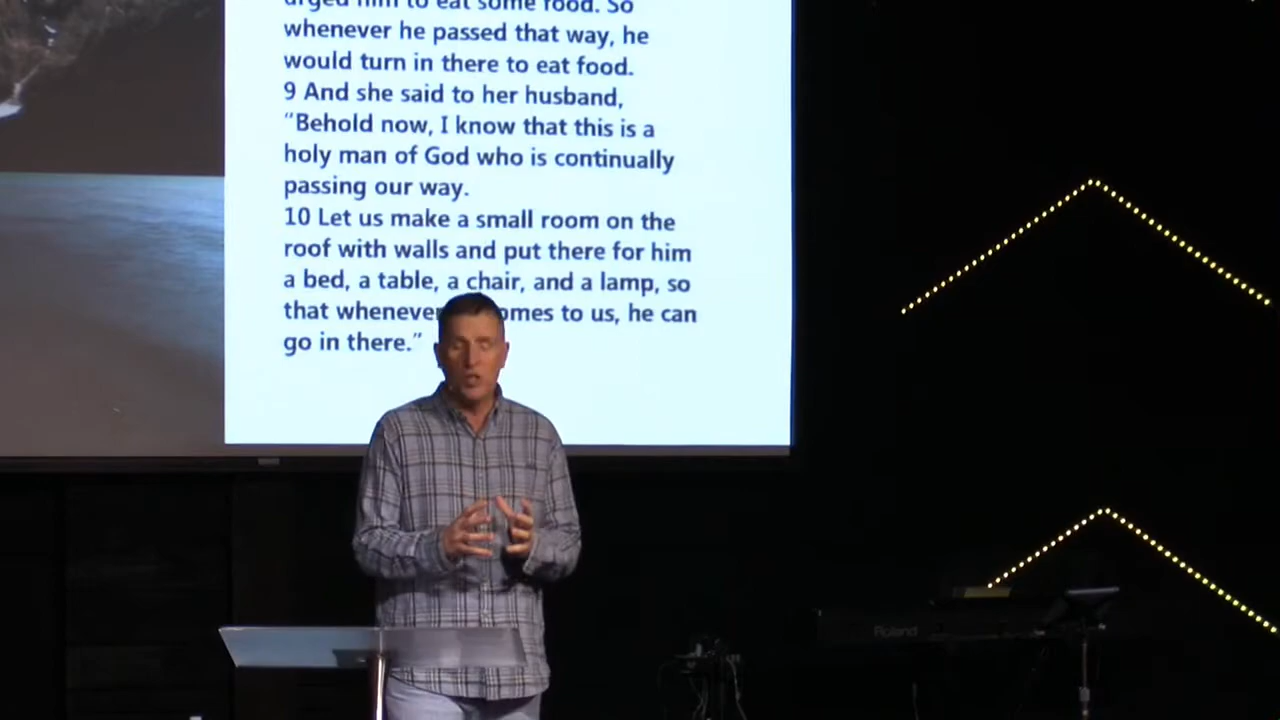 urged him to eat some food. So
whenever he passed that way, he
would turn in there to eat food.
9 And she said to her husband,
“Behold now, I know that this is a
holy man of God who is continually
passing our way.
10 Let us make a small room on the
roof with walls and put there for him
a bed, a table, a chair, and a lamp, so
that whenever omes to us, he can
go in there.”
Roland